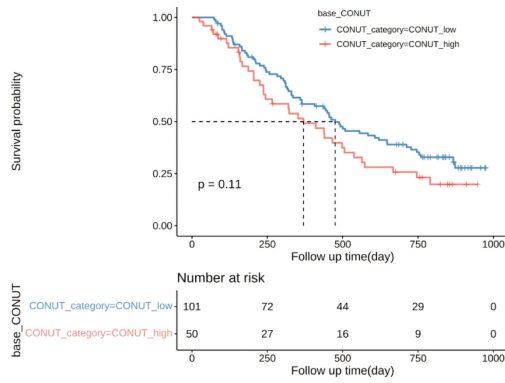 base_CONUT
CONUT_category=CONUT_low
CONUT_category=CONUT_high
Survival probability
1.00
0.75
0.50
0.25
0.00
p = 0.11
0 250 500 750 1000
Follow up time(day)
Number at risk
base_CONUT
CONUT_category=CONUT_low 101 72 44 29 0
CONUT_category=CONUT_high 50 27 16 9 0
0 250 500 750 1000
Follow up time(day)